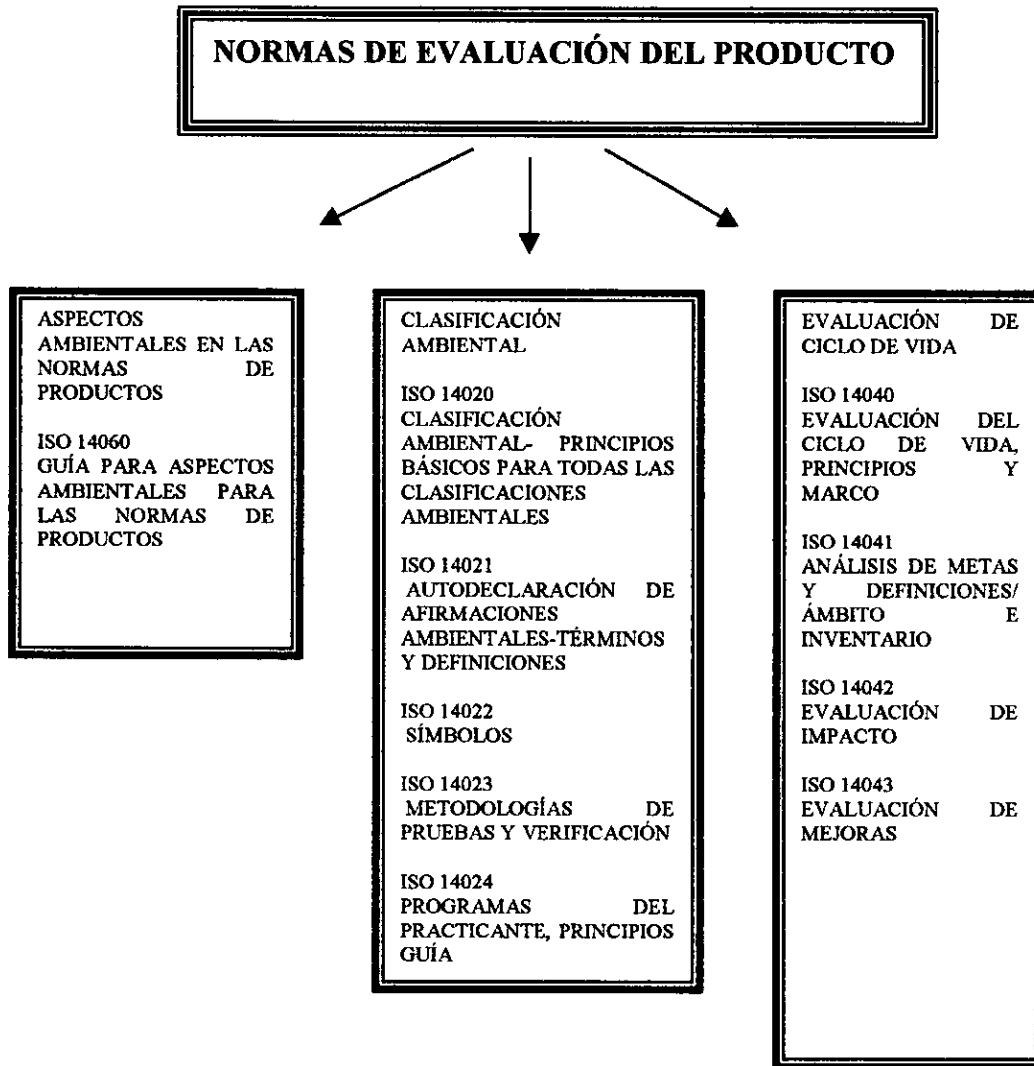 NORMAS DE EVALUACIÓN DEL PRODUCTO
ASPECTOS
AMBIENTALES EN LAS
NORMAS DE
PRODUCTOS
ISO 14060
GUÍA PARA ASPECTOS
AMBIENTALES PARA
LAS NORMAS DE
PRODUCTOS
CLASIFICACIÓN
AMBIENTAL
ISO 14020
CLASIFICACIÓN
AMBIENTAL- PRINCIPIOS
BÁSICOS PARA TODAS LAS
CLASIFICACIONES
AMBIENTALES
ISO 14021
AUTODECLARACIÓN DE
AFIRMACIONES
AMBIENTALES-TÉRMINOS
Y DEFINICIONES
ISO 14022
SÍMBOLOS
ISO 14023
METODOLOGÍAS DE
PRUEBAS Y VERIFICACIÓN
ISO 14024
PROGRAMAS DEL
PRACTICANTE, PRINCIPIOS
GUÍA
EVALUACIÓN DE
CICLO DE VIDA
ISO 14040
EVALUACIÓN DEL
CICLO DE VIDA,
PRINCIPIOS Y
MARCO
ISO 14041
ANÁLISIS DE METAS
Y DEFINICIONES/
ÁMBITO E
INVENTARIO
ISO 14042
EVALUACIÓN DE
IMPACTO
ISO 14043
EVALUACIÓN DE
MEJORAS